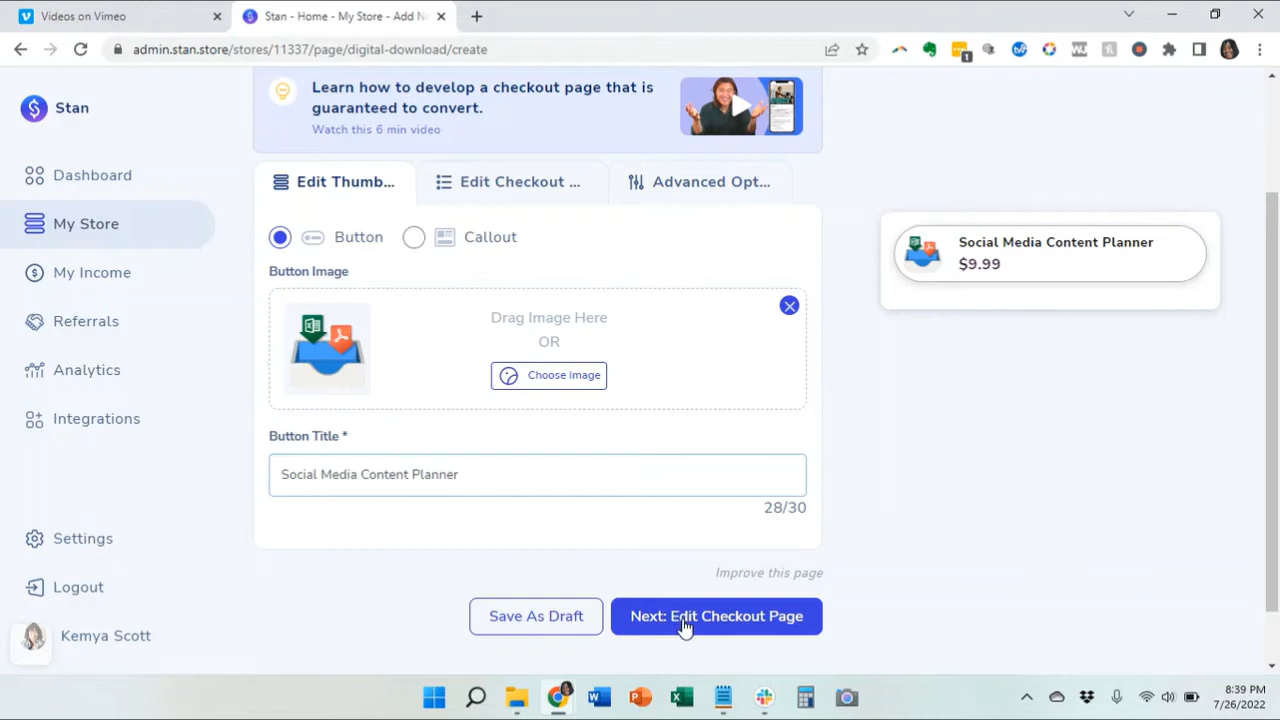 Videos on Vimeo
Stan - Home - My Store - Add N
admin.stan.store/stores/11337/page/digital-download/create
1
Stan
Dashboard
My Store
My Income
Referrals
Analytics
Integrations
Settings
Logout
Kemya Scott
Learn how to develop a checkout page that is
guaranteed to convert.
Watch this 6 min video
Edit Thumb...
Edit Checkout ...
Advanced Opt...
Button
Callout
Button Image
Drag Image Here
OR
Choose Image
Button Title *
Social Media Content Planner
28/30
Improve this page
Save As Draft
Next: Edit Checkout Page
Social Media Content Planner
$9.99
8:39 PM
7/26/2022